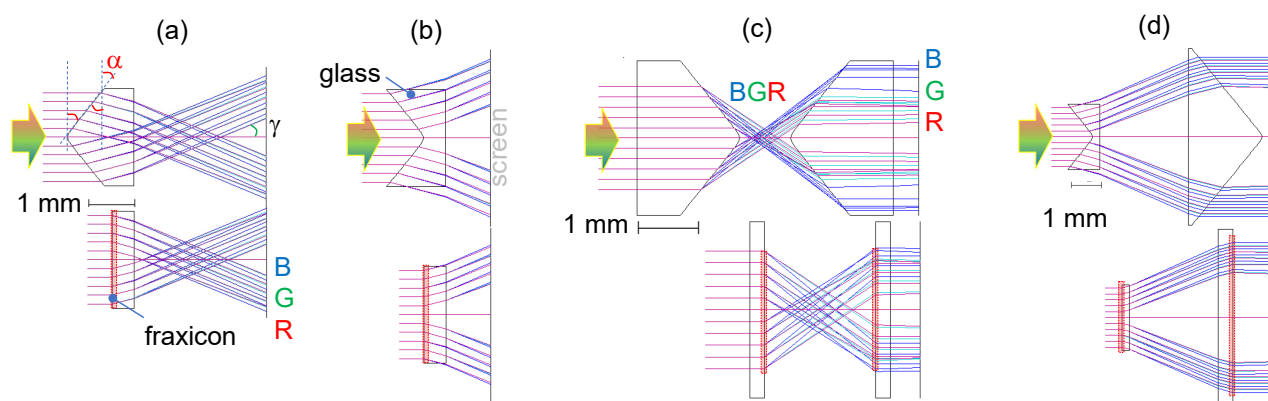 (a)
α
γ
1 mm
B
G
R
fraxicon
(b)
glass
screen
(c)
BGR
B
G
R
1 mm
(d)
1 mm